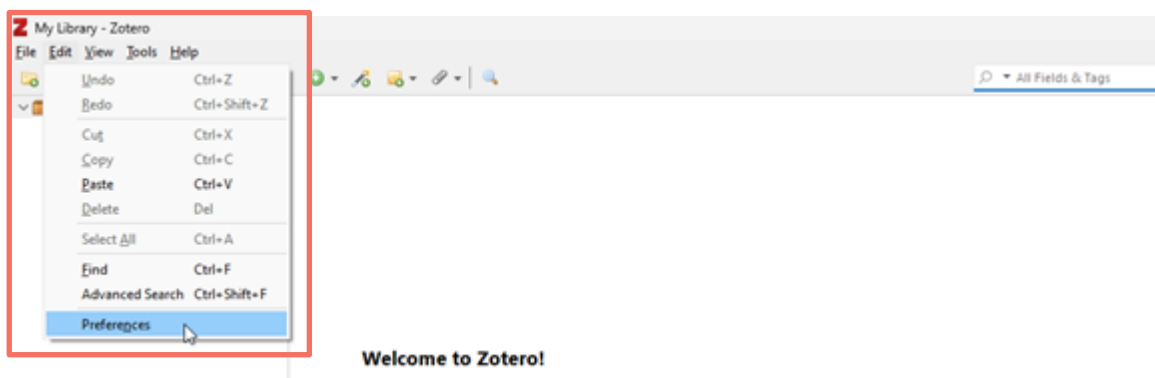 My Library - Zotero
File Edit View Tools Help
All Fields & Tags
Undo Ctrl+Z
Redo Ctrl+Shift+Z
Cut Ctrl+X
Copy Ctrl+C
Paste Ctrl+V
Delete Del
Select All Ctrl+A
Find Ctrl+F
Advanced Search Ctrl+Shift+F
Preferences
Welcome to Zotero!